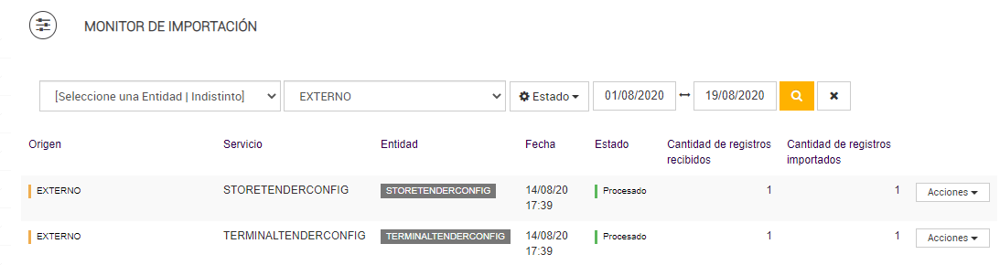 MONITOR DE IMPORTACIÓN
[Seleccione una Entidad | Indistinto] EXTERNO Estado 01/08/2020 19/08/2020
Origen Servicio Entidad Fecha Estado Cantidad de registros recibidos Cantidad de registros importados
EXTERNO STORETENDERCONFIG STORETENDERCONFIG 14/08/20 17:39 Procesado 1 1 Acciones
EXTERNO TERMINALTENDERCONFIG TERMINALTENDERCONFIG 14/08/20 17:39 Procesado 1 1 Acciones